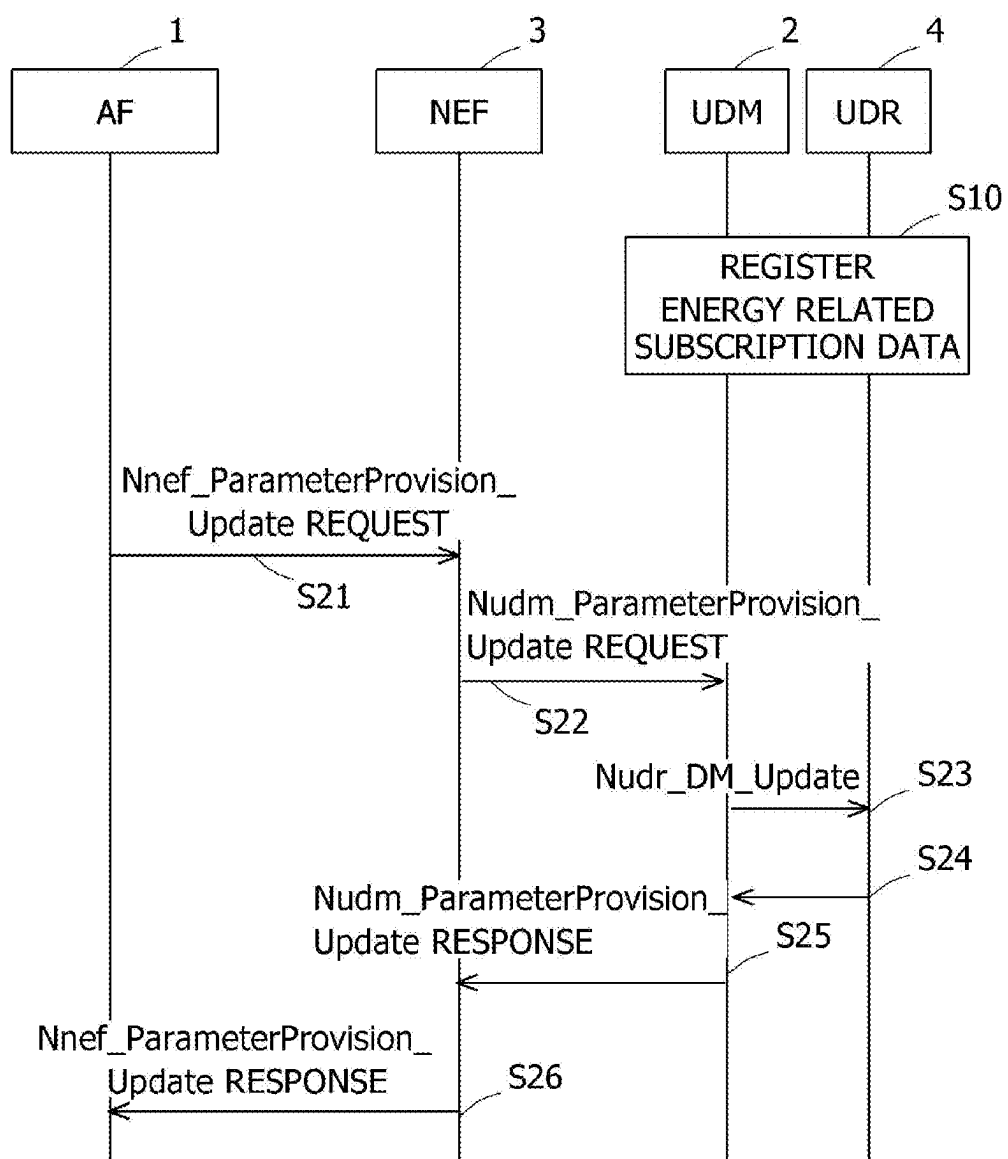 1
3
2
4
AF
NEF
UDM
UDR
S10
REGISTER
ENERGY RELATED
SUBSCRIPTION DATA
Nnef_ParameterProvision_
Update REQUEST
S21
Nudm_ParameterProvision_
Update REQUEST
S22
Nudr_DM_Update
S23
S24
Nudm_ParameterProvision_
Update RESPONSE
S25
Nnef_ParameterProvision_
Update RESPONSE
S26